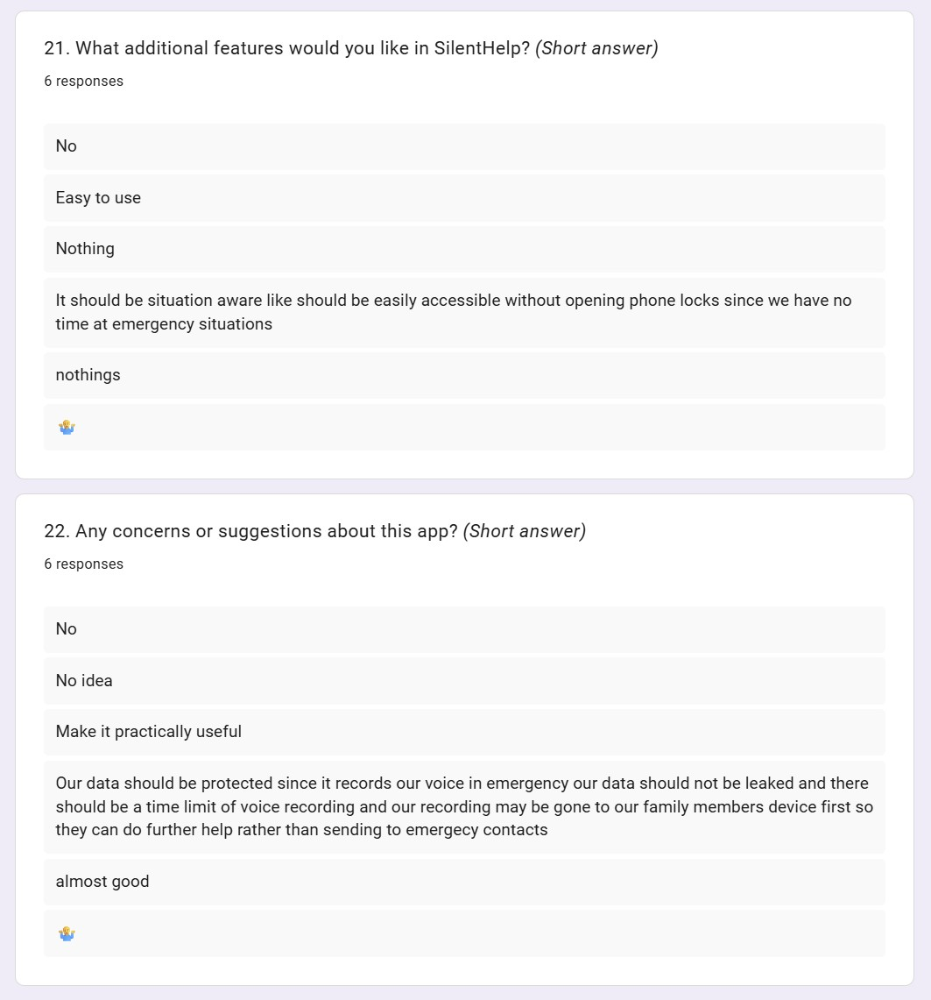 21. What additional features would you like in SilentHelp? (Short answer)
6 responses
No
Easy to use
Nothing
It should be situation aware like should be easily accessible without opening phone locks since we have no
time at emergency situations
nothings
🤷
22. Any concerns or suggestions about this app? (Short answer)
6 responses
No
No idea
Make it practically useful
Our data should be protected since it records our voice in emergency our data should not be leaked and there
should be a time limit of voice recording and our recording may be gone to our family members device first so
they can do further help rather than sending to emergecy contacts
almost good
🤷